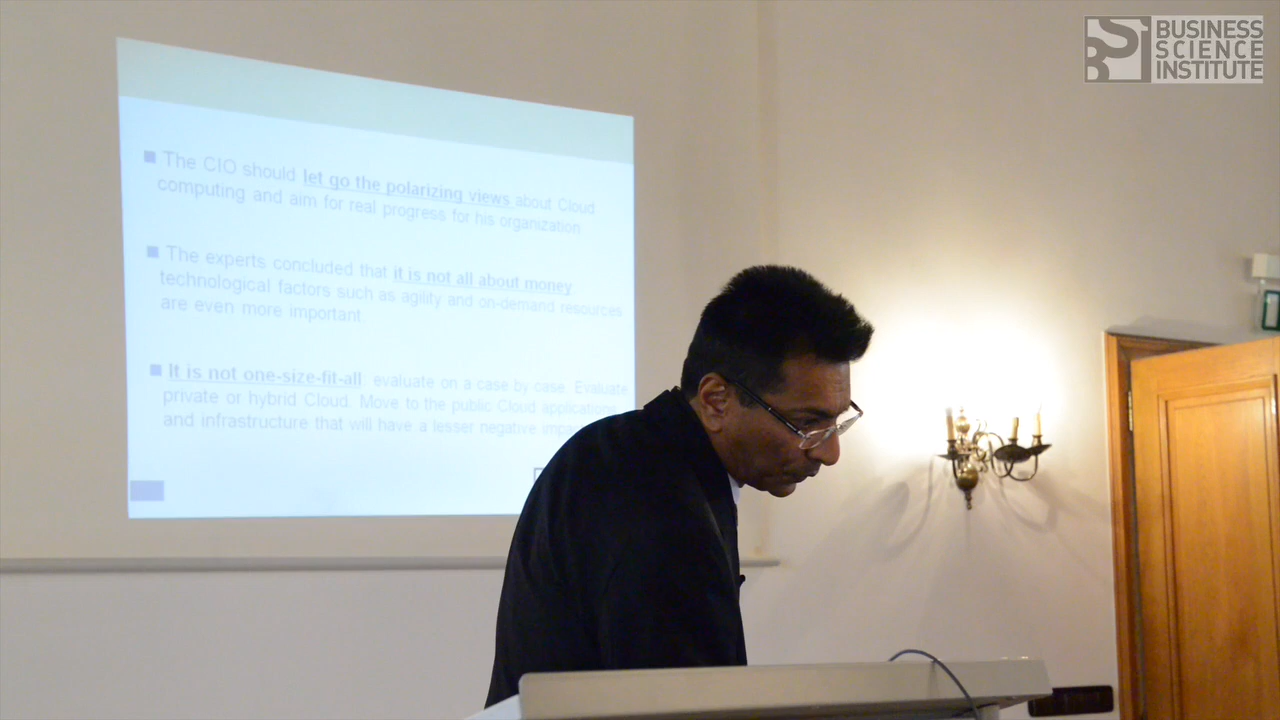 BUSINESS
SCIENCE
INSTITUTE
The CIO should let go the polarizing views about Cloud
computing and aim for real progress for his organization
The experts concluded that it is not all about money
technological factors such as agility and on-demand resources
are even more important.
It is not one-size-fit-all: evaluate on a case by case. Evaluate
private or hybrid Cloud. Move to the public Cloud applications
and infrastructure that will have a lesser negative